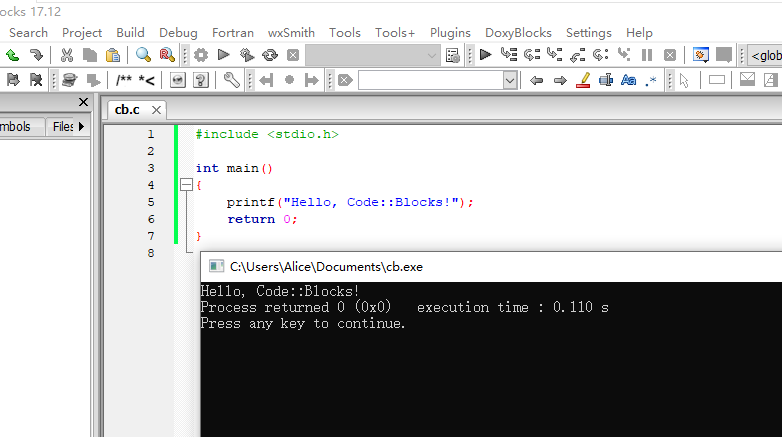 ocks 17.12
Search Project Build Debug Fortran wxSmith Tools Tools+ Plugins DoxyBlocks Settings Help
<glob
/** *<
Aa .*
mbols Files
cb.c
1 #include <stdio.h>
2
3 int main()
4 {
5 printf("Hello, Code::Blocks!");
6 return 0;
7 }
8
C:\Users\Alice\Documents\cb.exe
Hello, Code::Blocks!
Process returned 0 (0x0) execution time : 0.110 s
Press any key to continue.